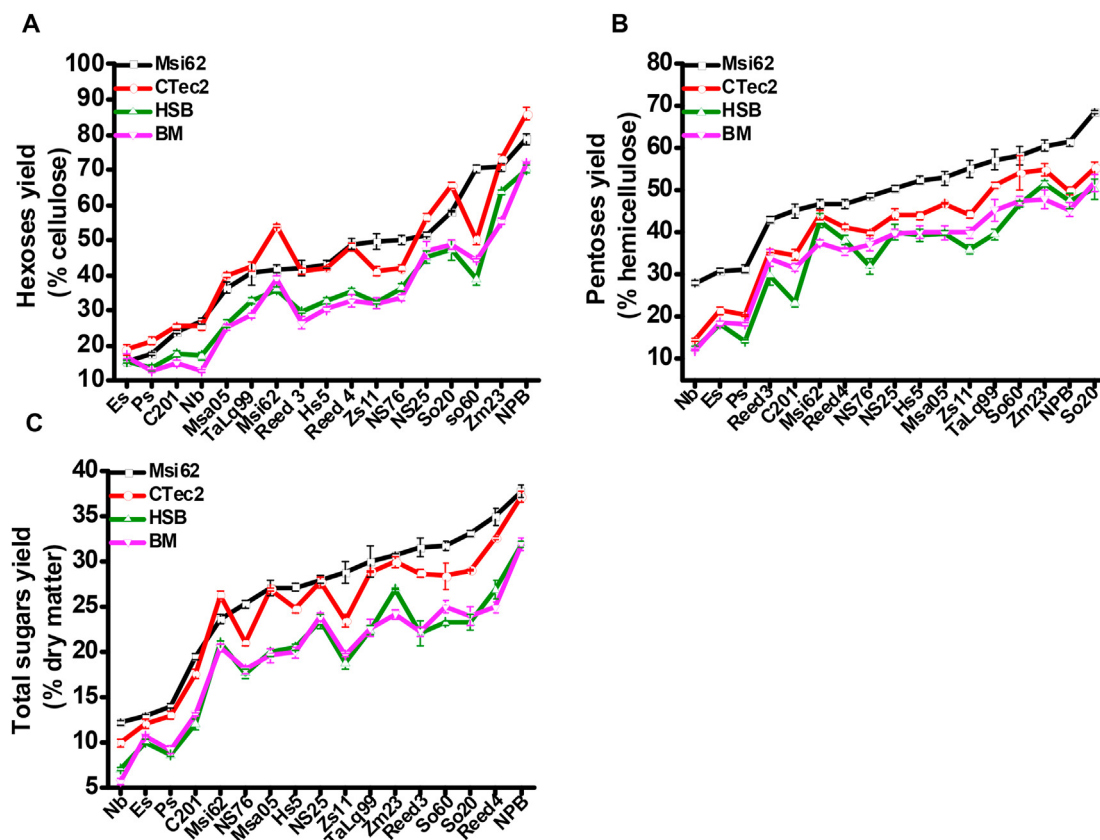 A
Hexoses yield
(% cellulose)
100
90
80
70
60
50
40
30
20
10
Msi62
CTec2
HSB
BM
Es
Ps
C201
Nb
Msa05
TaLq99
Msi62
Reed 3
Hs5
Reed 4
Zs11
NS76
NS25
So20
so60
Zm23
NPB
B
Pentoses yield
(% hemicellulose)
80
70
60
50
40
30
20
10
Msi62
CTec2
HSB
BM
Nb
Es
Ps
Reed3
C201
Msi62
Reed4
NS76
NS25
Hs5
Msa05
Zs11
TaLq99
So60
Zm23
NPB
So20
C
Total sugars yield
(% dry matter)
40
35
30
25
20
15
10
5
Msi62
CTec2
HSB
BM
Nb
Es
Ps
C201
Msi62
NS76
Msa05
Hs5
NS25
Zs11
TaLq99
Zm23
Reed3
So60
So20
Reed4
NPB